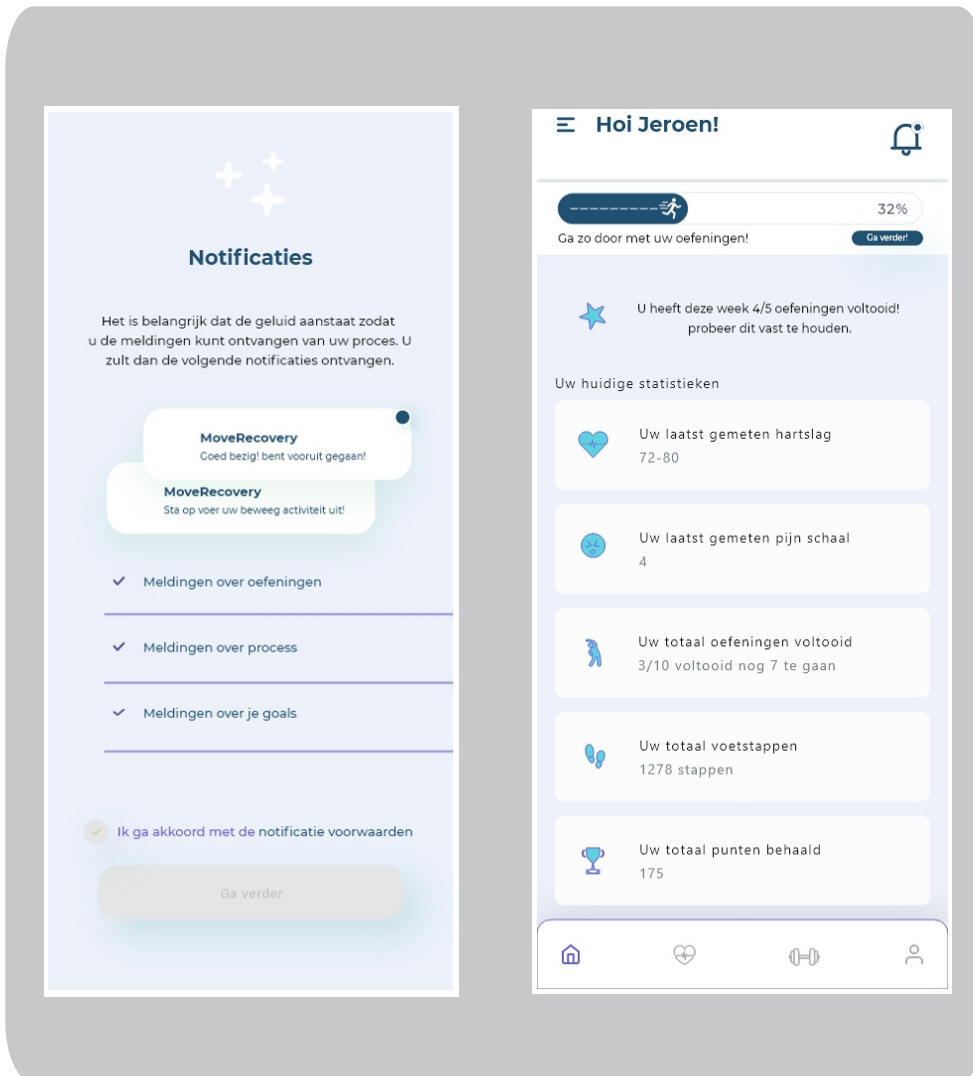 Notificaties
Het is belangrijk dat de geluid aanstaat zodat
u de meldingen kunt ontvangen van uw proces. U
zult dan de volgende notificaties ontvangen.
MoveRecovery
Goed bezig! bent vooruit gegaan!
MoveRecovery
Sta op voer uw beweeg activiteit uit!
Meldingen over oefeningen
Meldingen over process
Meldingen over je goals
Ik ga akkoord met de notificatie voorwaarden
Ga verder
Hoi Jeroen!
32%
Ga zo door met uw oefeningen!
Ga verder!
U heeft deze week 4/5 oefeningen voltooid!
probeer dit vast te houden.
Uw huidige statistieken
Uw laatst gemeten hartslag
72-80
Uw laatst gemeten pijn schaal
4
Uw totaal oefeningen voltooid
3/10 voltooid nog 7 te gaan
Uw totaal voetstappen
1278 stappen
Uw totaal punten behaald
175